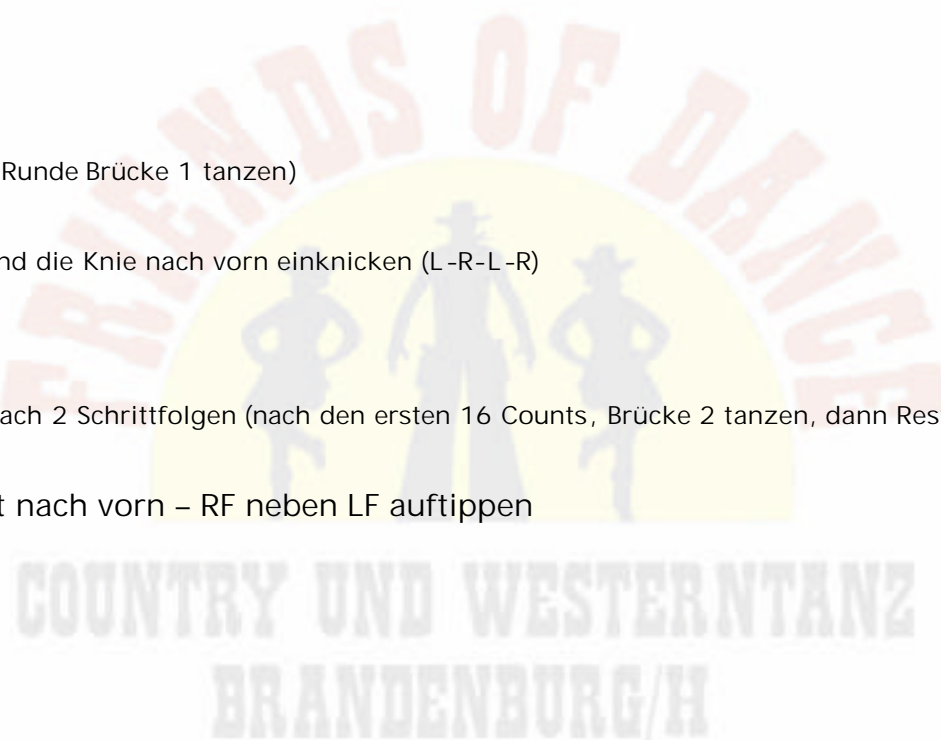 FRIENDS OF DANCE
Runde Brücke 1 tanzen)
nd die Knie nach vorn einknicken (L-R-L-R)
ach 2 Schrittfolgen (nach den ersten 16 Counts, Brücke 2 tanzen, dann Res
t nach vorn – RF neben LF auftippen
COUNTRY UND WESTERNTANZ
BRANDENBURG/H